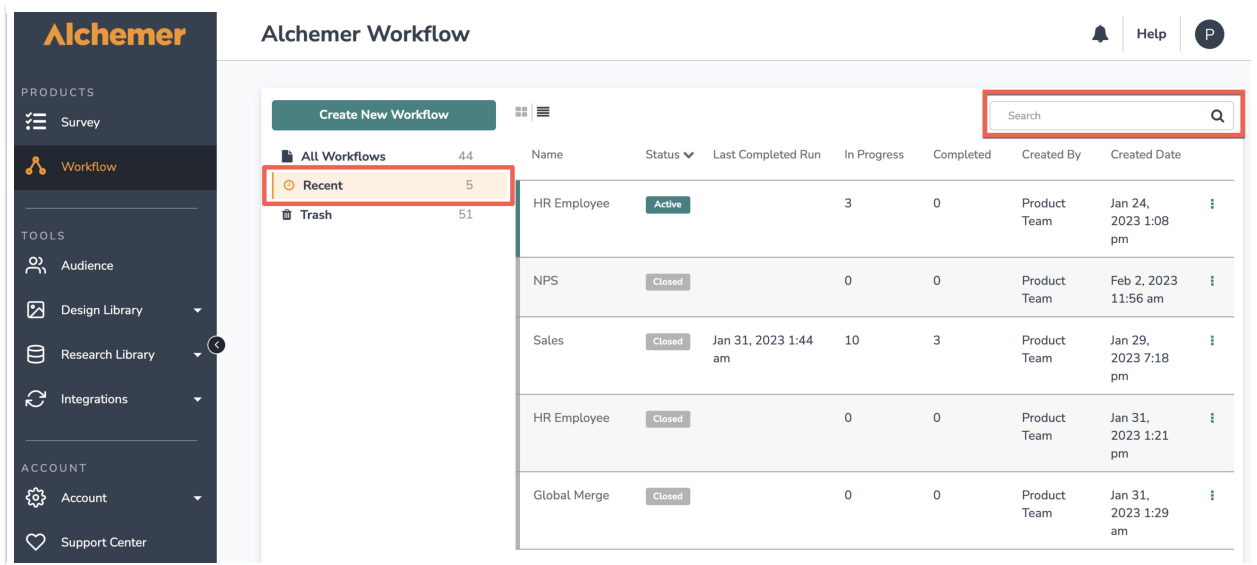 Alchemer
Alchemer Workflow
Help
P
PRODUCTS
Survey
Workflow
TOOLS
Audience
Design Library
Research Library
Integrations
ACCOUNT
Account
Support Center
Create New Workflow
Search
All Workflows 44
Recent 5
Trash 51
Name Status Last Completed Run In Progress Completed Created By Created Date
HR Employee Active 3 0 Product Jan 24,
Team 2023 1:08
pm
NPS Closed 0 0 Product Feb 2, 2023
Team 11:56 am
Sales Closed Jan 31, 2023 1:44 10 3 Product Jan 29,
am Team 2023 7:18
pm
HR Employee Closed 0 0 Product Jan 31,
Team 2023 1:21
pm
Global Merge Closed 0 0 Product Jan 31,
Team 2023 1:29
am